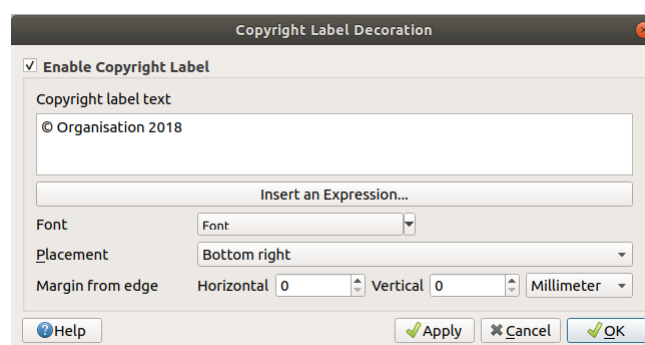 Copyright Label Decoration
Enable Copyright Label
Copyright label text
© Organisation 2018
Insert an Expression...
Font Font
Placement Bottom right
Margin from edge Horizontal 0 Vertical 0 Millimeter
Help Apply Cancel OK